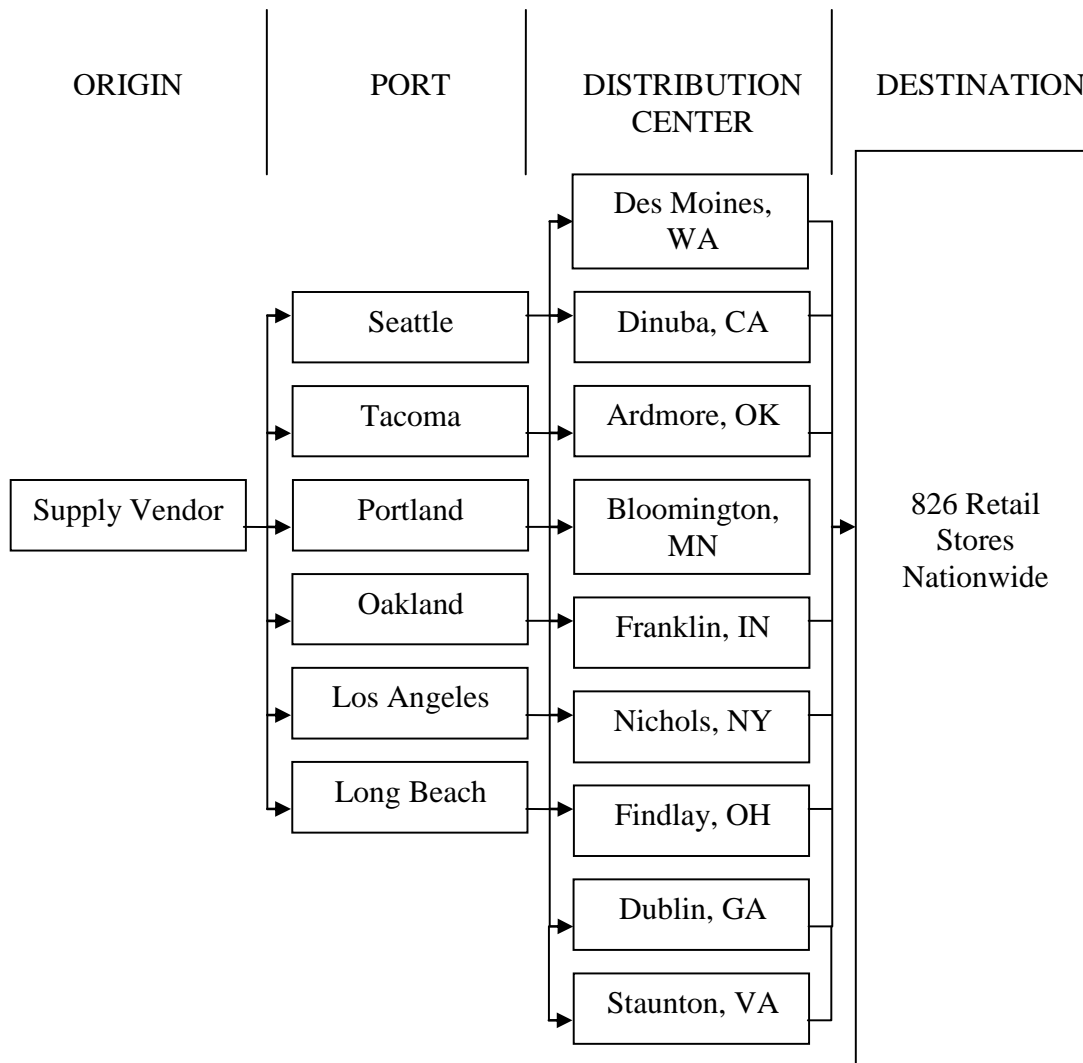 ORIGIN
PORT
DISTRIBUTION
CENTER
DESTINATION
Supply Vendor
Seattle
Tacoma
Portland
Oakland
Los Angeles
Long Beach
Des Moines,
WA
Dinuba, CA
Ardmore, OK
Bloomington,
MN
Franklin, IN
Nichols, NY
Findlay, OH
Dublin, GA
Staunton, VA
826 Retail
Stores
Nationwide